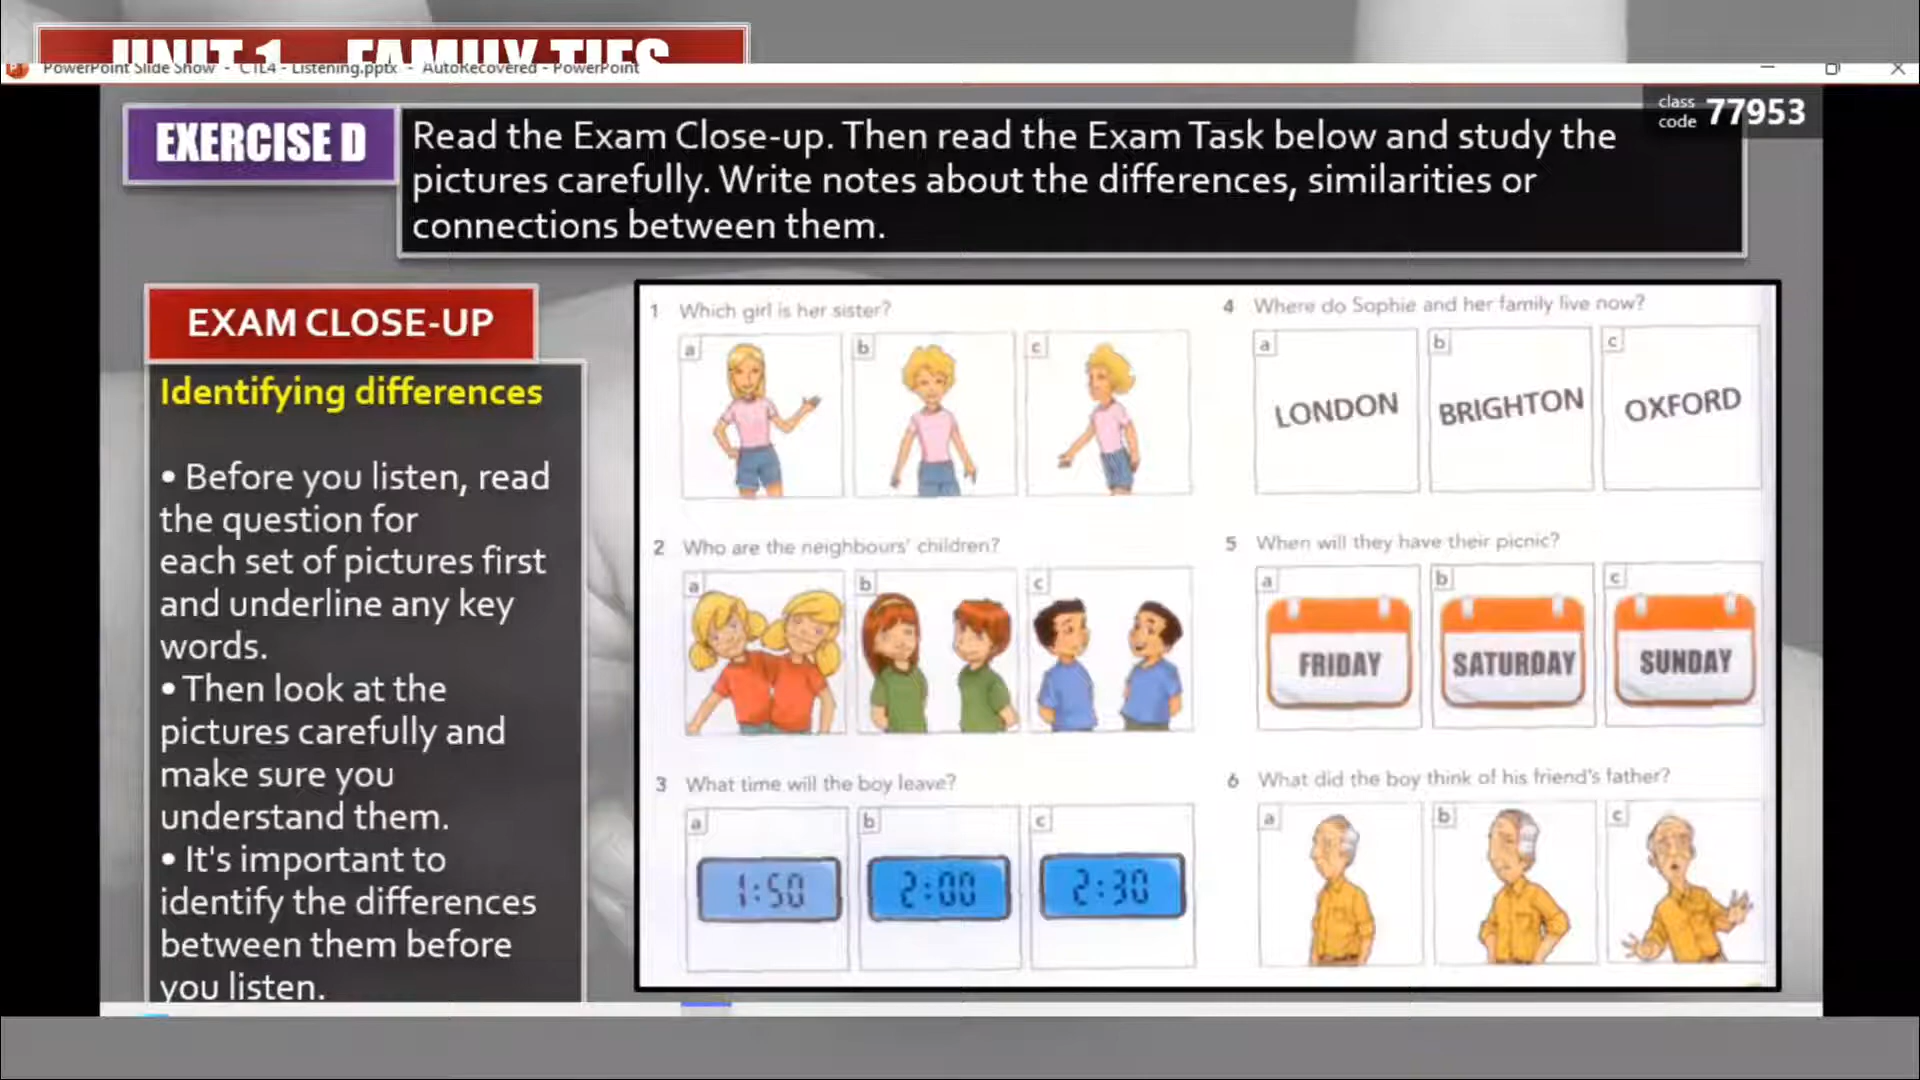 UNIT 1 - FAMILY TIES
PowerPoint Slide Show - CTL4 - Listening.pptx - AutoRecovered - PowerPoint
class
code 77953
EXERCISE D
Read the Exam Close-up. Then read the Exam Task below and study the
pictures carefully. Write notes about the differences, similarities or
connections between them.
EXAM CLOSE-UP
Identifying differences
• Before you listen, read
the question for
each set of pictures first
and underline any key
words.
• Then look at the
pictures carefully and
make sure you
understand them.
• It's important to
identify the differences
between them before
you listen.
1 Which girl is her sister?
a b c
2 Who are the neighbours' children?
a b c
3 What time will the boy leave?
a b c
1:50 2:00 2:30
4 Where do Sophie and her family live now?
a b c
LONDON BRIGHTON OXFORD
5 When will they have their picnic?
a b c
FRIDAY SATURDAY SUNDAY
6 What did the boy think of his friend's father?
a b c